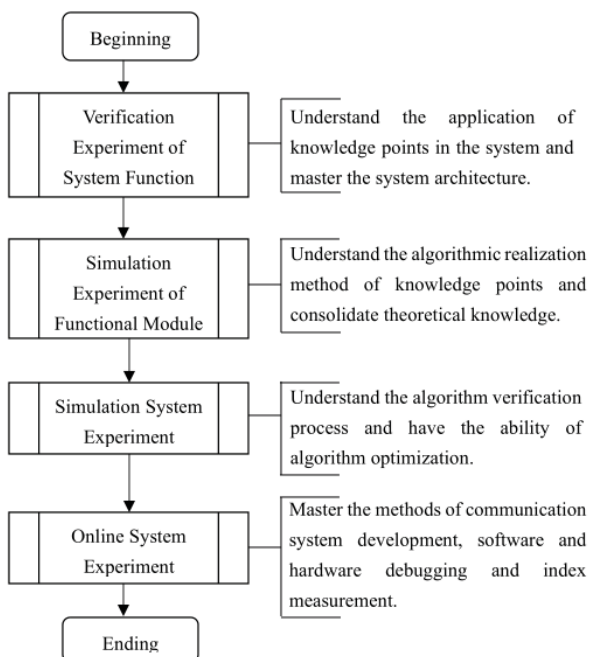 Beginning
Verification
Experiment of
System Function
Understand the application of
knowledge points in the system and
master the system architecture.
Simulation
Experiment of
Functional Module
Understand the algorithmic realization
method of knowledge points and
consolidate theoretical knowledge.
Simulation System
Experiment
Understand the algorithm verification
process and have the ability of
algorithm optimization.
Online System
Experiment
Master the methods of communication
system development, software and
hardware debugging and index
measurement.
Ending